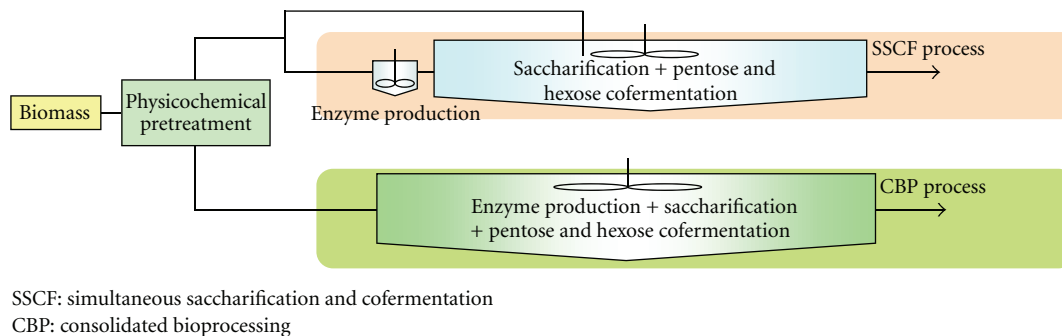 Biomass
Physicochemical
pretreatment
Enzyme production
Saccharification + pentose and
hexose cofermentation
SSCF process
Enzyme production + saccharification
+ pentose and hexose cofermentation
CBP process
SSCF: simultaneous saccharification and cofermentation
CBP: consolidated bioprocessing